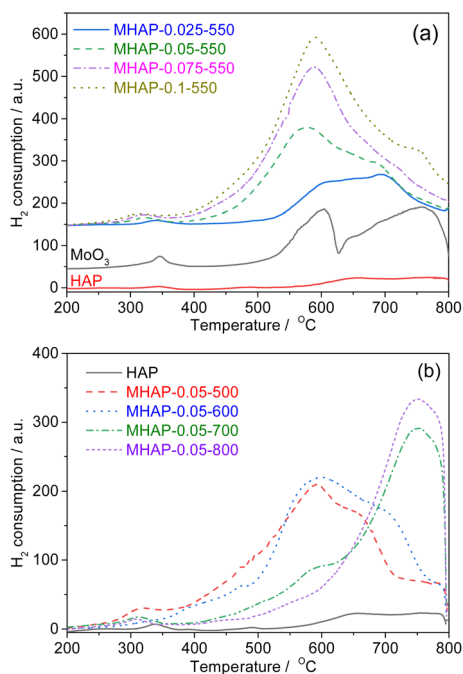 (a)
MHAP-0.025-550
MHAP-0.05-550
MHAP-0.075-550
MHAP-0.1-550
600
500
400
300
200
100
0
H₂ consumption / a.u.
MoO₃
HAP
200 300 400 500 600 700 800
Temperature / °C
(b)
HAP
MHAP-0.05-500
MHAP-0.05-600
MHAP-0.05-700
MHAP-0.05-800
400
300
200
100
0
H₂ consumption / a.u.
200 300 400 500 600 700 800
Temperature / °C